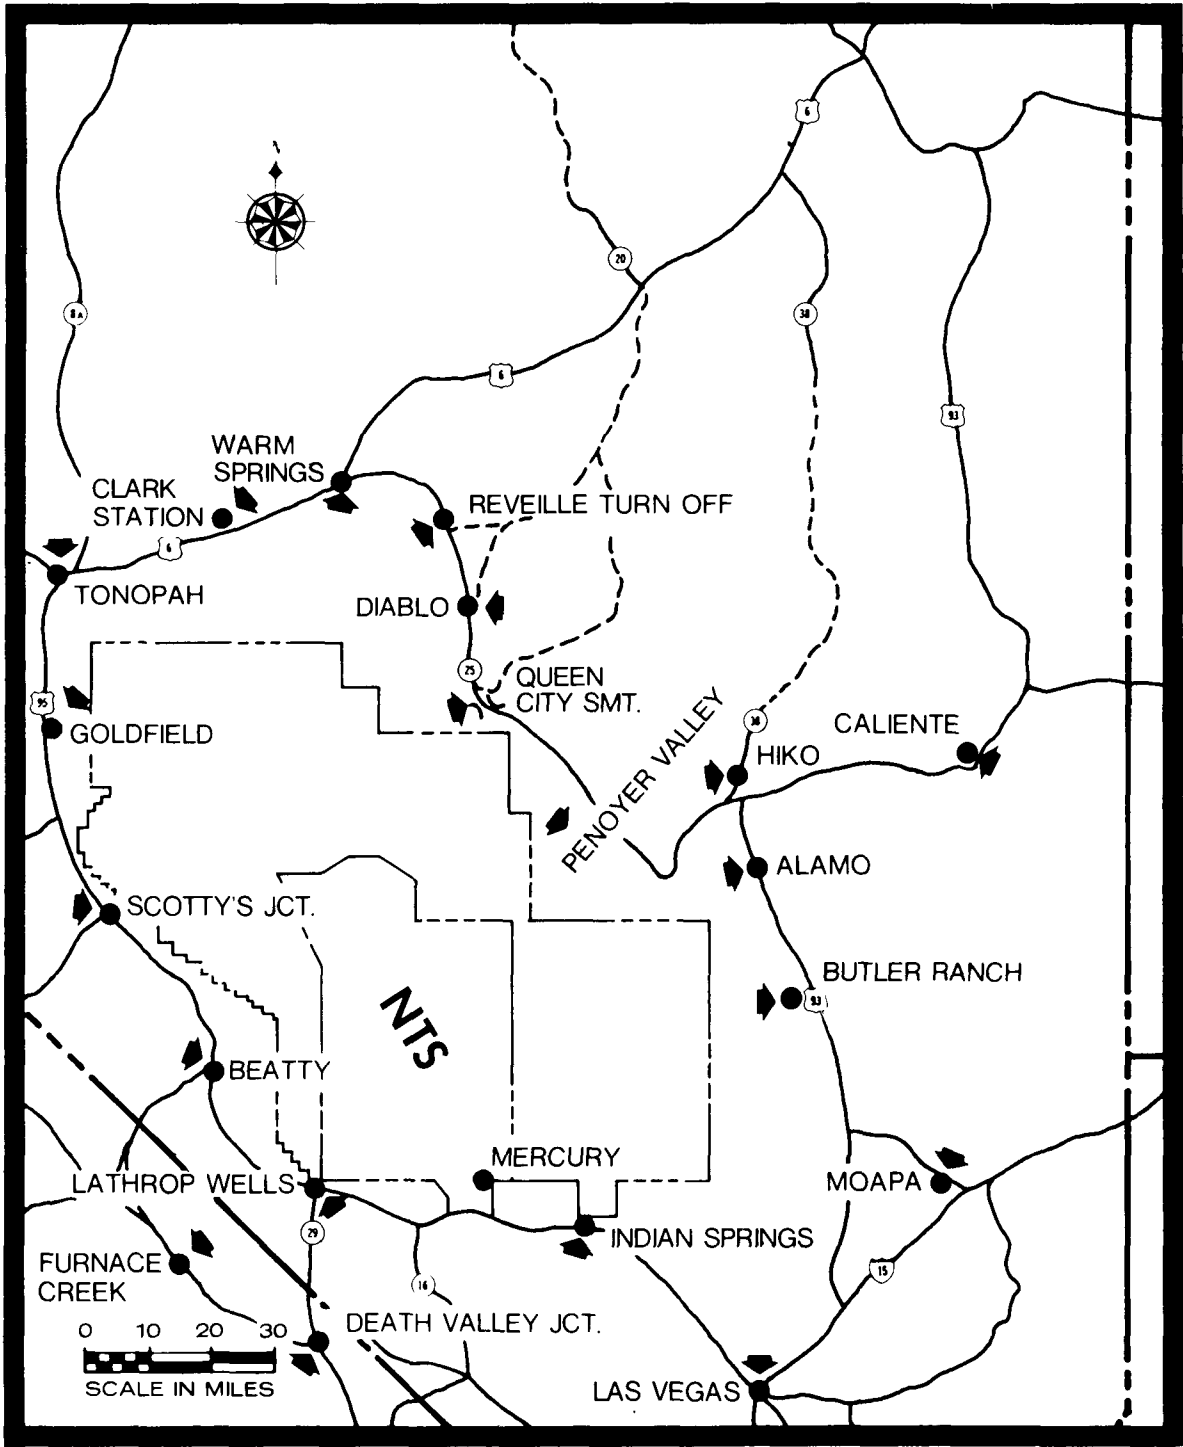 6
20
8A
38
6
93
WARM
SPRINGS
CLARK
STATION
REVEILLE TURN OFF
6
TONOPAH
DIABLO
25
QUEEN
CITY SMT.
95
GOLDFIELD
PENOYER VALLEY
38
CALIENTE
HIKO
ALAMO
SCOTTY'S JCT.
BUTLER RANCH
93
NTS
BEATTY
MERCURY
LATHROP WELLS
MOAPA
29
INDIAN SPRINGS
FURNACE
CREEK
16
15
DEATH VALLEY JCT.
0 10 20 30
SCALE IN MILES
LAS VEGAS